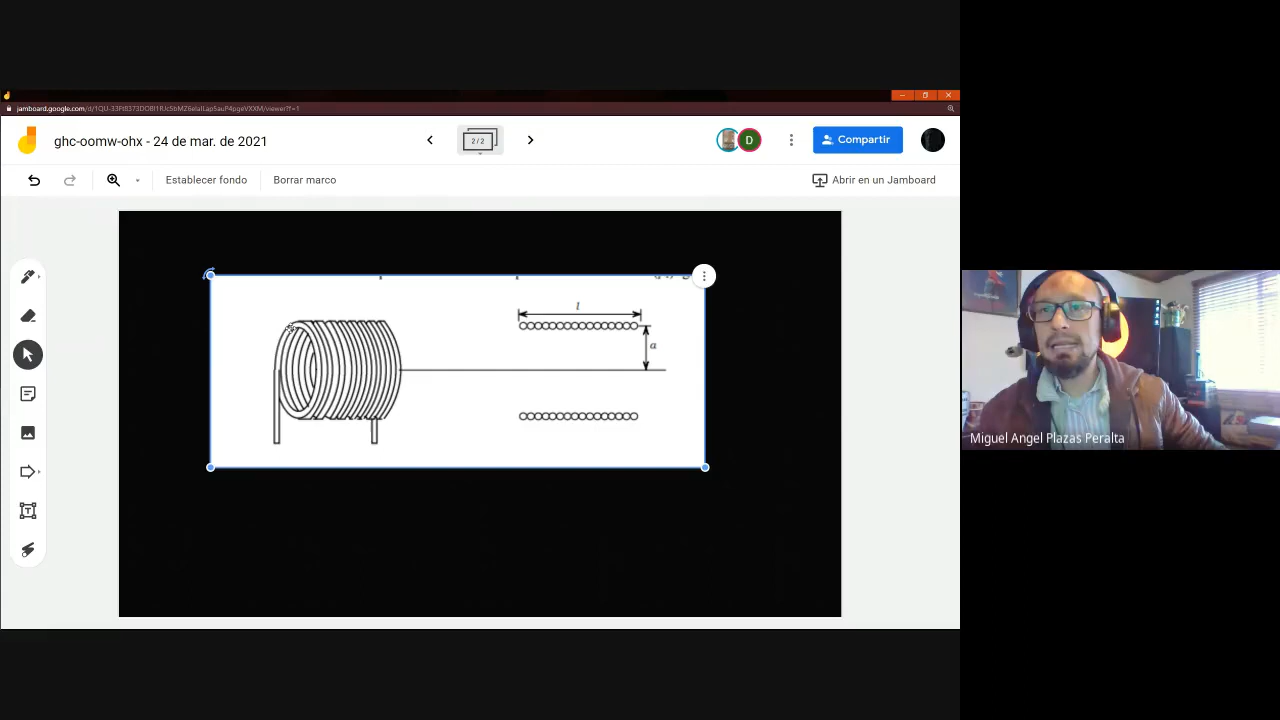 ghc-oomw-ohx - 24 de mar. de 2021
2/2
D
Compartir
Establecer fondo
Borrar marco
Abrir en un Jamboard
l
a
Miguel Angel Plazas Peralta